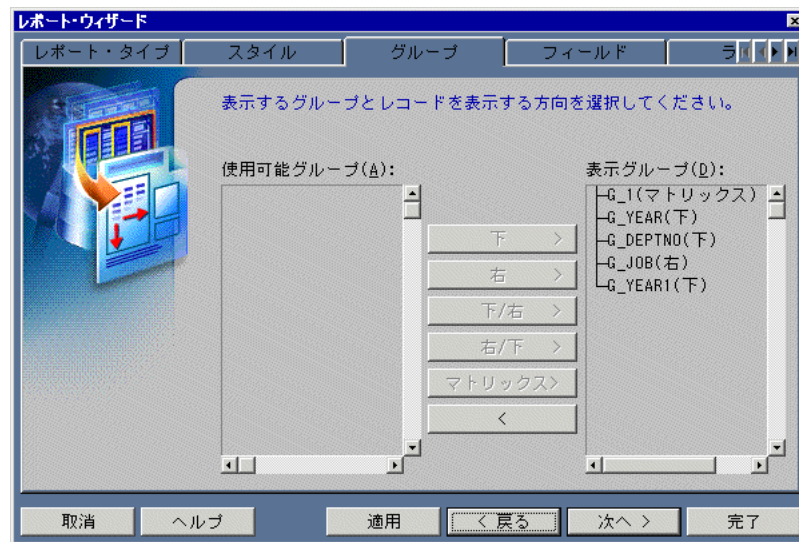 レポート・ウィザード
レポート・タイプ
スタイル
グループ
フィールド
ラ
表示するグループとレコードを表示する方向を選択してください。
使用可能グループ(A):
表示グループ(D):
G_1(マトリックス)
G_YEAR(下)
G_DEPTNO(下)
G_JOB(右)
G_YEAR1(下)
下 >
右 >
下/右 >
右/下 >
マトリックス>
<
取消
ヘルプ
適用
< 戻る
次へ >
完了